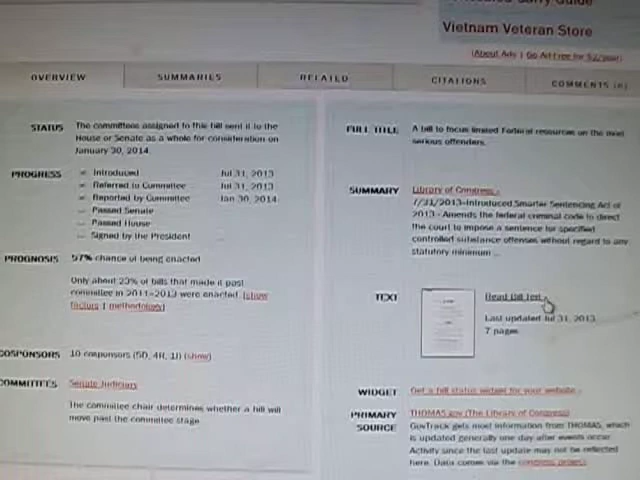 Vietnam Veteran Store
(About Ads | Go Ad-Free for $2/year)
OVERVIEW
SUMMARIES
RELATED
CITATIONS
COMMENTS
STATUS
The committees assigned to this bill sent it to the
House or Senate as a whole for consideration on
January 30, 2014.
PROGRESS
Introduced Jul 31, 2013
Referred to Committee Jul 31, 2013
Reported by Committee Jan 30, 2014
Passed Senate
Passed House
Signed by the President
PROGNOSIS
57% chance of being enacted
Only about 23% of bills that made it past
committee in 2011–2013 were enacted. (show
factors | methodology)
COSPONSORS
10 cosponsors (5D, 4R, 1I) (show)
COMMITTEES
Senate Judiciary
The committee chair determines whether a bill will
move past the committee stage.
FULL TITLE
A bill to focus limited Federal resources on the most
serious offenders.
SUMMARY
Library of Congress
7/31/2013--Introduced.Smarter Sentencing Act of
2013 - Amends the federal criminal code to direct
the court to impose a sentence for specified
controlled substance offenses without regard to any
statutory minimum ...
TEXT
Read Bill Text
Last updated Jul 31, 2013.
7 pages
WIDGET
Get a bill status widget for your website
PRIMARY
SOURCE
THOMAS.gov (The Library of Congress)
GovTrack gets most information from THOMAS, which
is updated generally one day after events occur.
Activity since the last update may not be reflected
here. Data comes via the congress project.